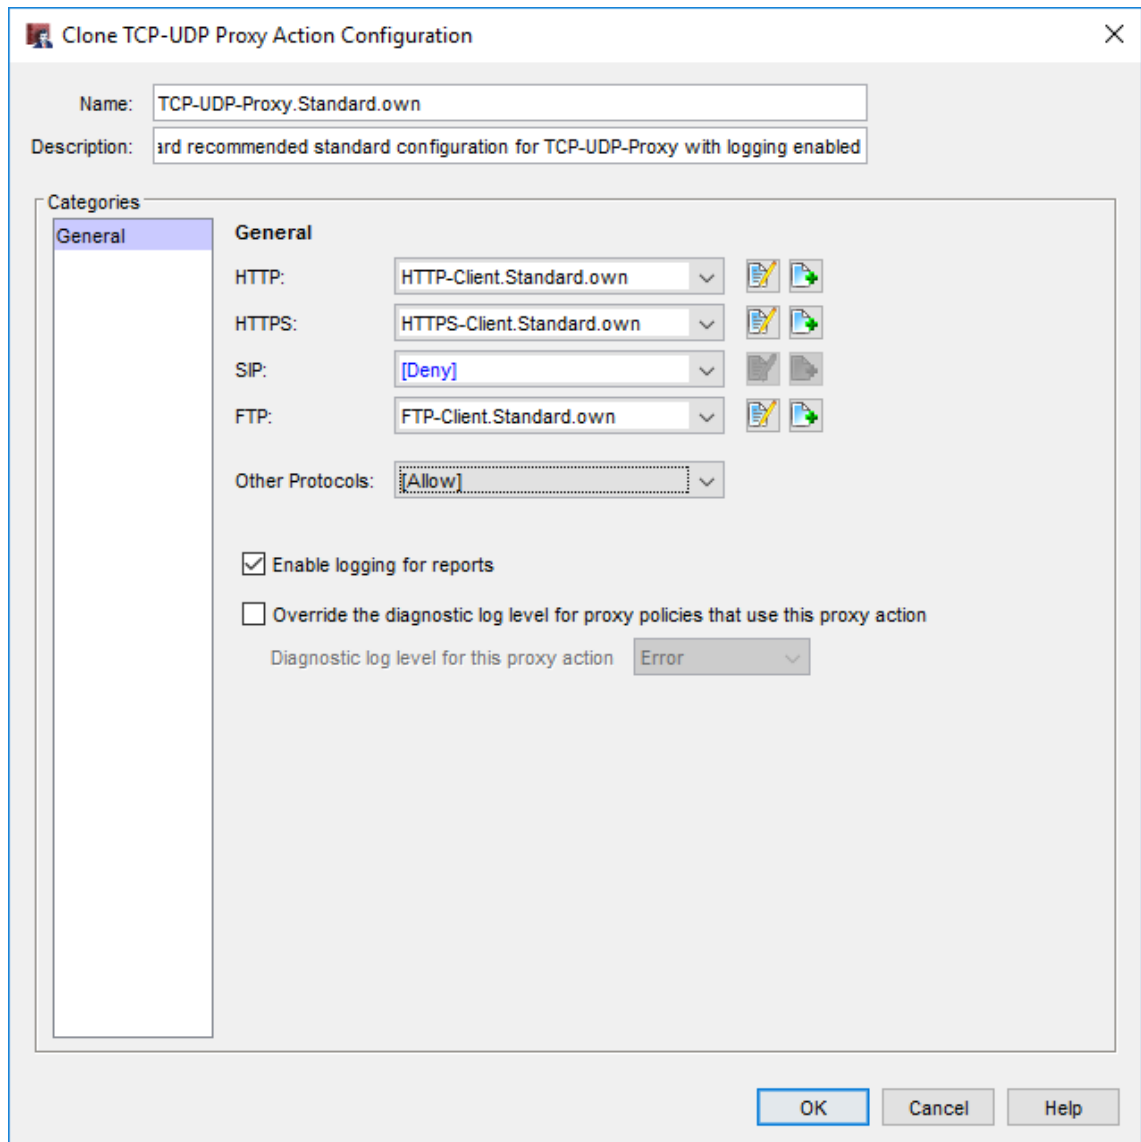 Clone TCP-UDP Proxy Action Configuration
Name: TCP-UDP-Proxy.Standard.own
Description: ard recommended standard configuration for TCP-UDP-Proxy with logging enabled
Categories
General
General
HTTP: HTTP-Client.Standard.own
HTTPS: HTTPS-Client.Standard.own
SIP: [Deny]
FTP: FTP-Client.Standard.own
Other Protocols: [Allow]
Enable logging for reports
Override the diagnostic log level for proxy policies that use this proxy action
Diagnostic log level for this proxy action Error
OK Cancel Help